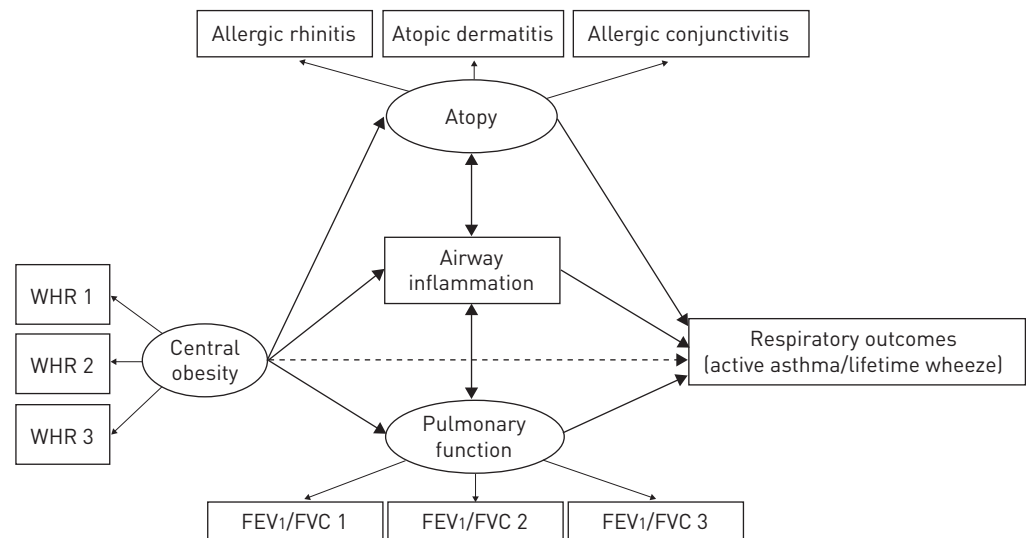 Allergic rhinitis
Atopic dermatitis
Allergic conjunctivitis
Atopy
Airway
inflammation
WHR 1
WHR 2
WHR 3
Central
obesity
Respiratory outcomes
(active asthma/lifetime wheeze)
Pulmonary
function
FEV1/FVC 1
FEV1/FVC 2
FEV1/FVC 3